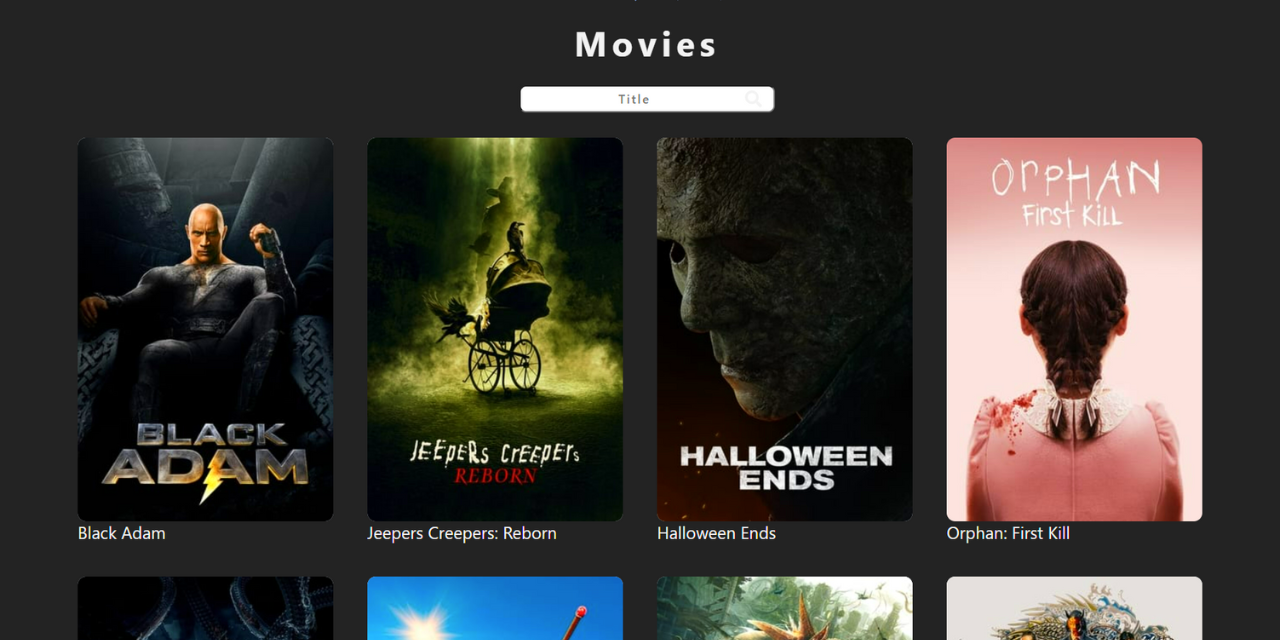 Movies
Title
BLACK
ADAM
JEEPERS CREEPERS
REBORN
HALLOWEEN
ENDS
ORPHAN
First Kill
Black Adam
Jeepers Creepers: Reborn
Halloween Ends
Orphan: First Kill